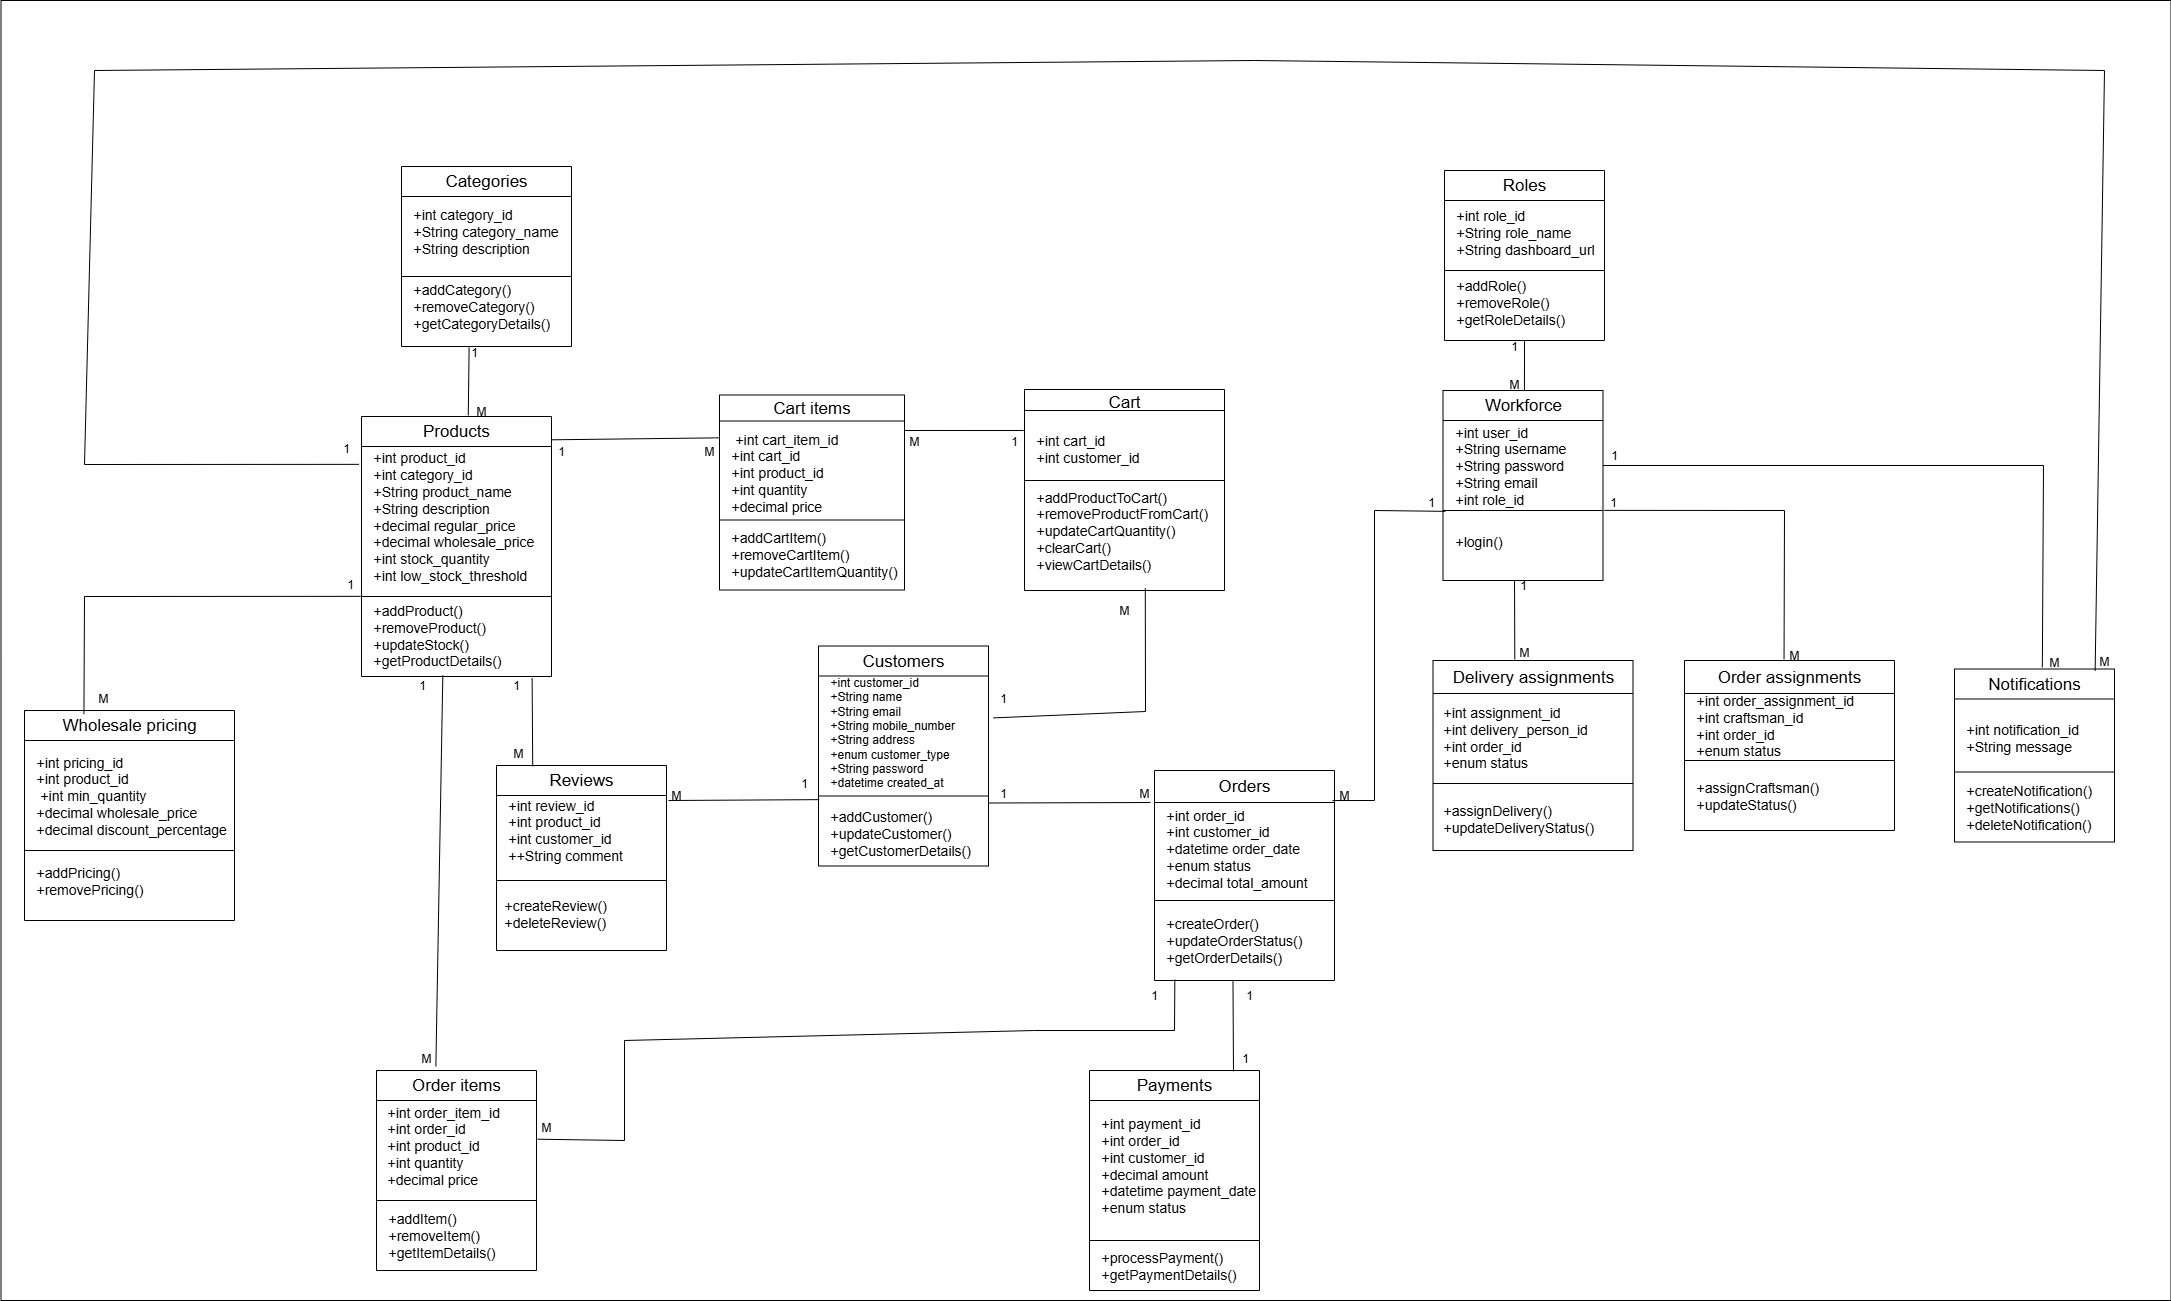 Categories
+int category_id
+String category_name
+String description
+addCategory()
+removeCategory()
+getCategoryDetails()
1
M
Roles
+int role_id
+String role_name
+String dashboard_url
+addRole()
+removeRole()
+getRoleDetails()
1
M
Products
+int product_id
+int category_id
+String product_name
+String description
+decimal regular_price
+decimal wholesale_price
+int stock_quantity
+int low_stock_threshold
+addProduct()
+removeProduct()
+updateStock()
+getProductDetails()
1
1
1
1
1
M
Cart items
+int cart_item_id
+int cart_id
+int product_id
+int quantity
+decimal price
+addCartItem()
+removeCartItem()
+updateCartItemQuantity()
M
1
Cart
+int cart_id
+int customer_id
+addProductToCart()
+removeProductFromCart()
+updateCartQuantity()
+clearCart()
+viewCartDetails()
M
1
Workforce
+int user_id
+String username
+String password
+String email
+int role_id
+login()
1
1
1
1
M
M
M
M
Wholesale pricing
+int pricing_id
+int product_id
+int min_quantity
+decimal wholesale_price
+decimal discount_percentage
+addPricing()
+removePricing()
M
M
Reviews
+int review_id
+int product_id
+int customer_id
++String comment
+createReview()
+deleteReview()
M
1
Customers
+int customer_id
+String name
+String email
+String mobile_number
+String address
+enum customer_type
+String password
+datetime created_at
+addCustomer()
+updateCustomer()
+getCustomerDetails()
1
M
Orders
+int order_id
+int customer_id
+datetime order_date
+enum status
+decimal total_amount
+createOrder()
+updateOrderStatus()
+getOrderDetails()
M
1
1
Delivery assignments
+int assignment_id
+int delivery_person_id
+int order_id
+enum status
+assignDelivery()
+updateDeliveryStatus()
Order assignments
+int order_assignment_id
+int craftsman_id
+int order_id
+enum status
+assignCraftsman()
+updateStatus()
Notifications
+int notification_id
+String message
+createNotification()
+getNotifications()
+deleteNotification()
M
Order items
+int order_item_id
+int order_id
+int product_id
+int quantity
+decimal price
+addItem()
+removeItem()
+getItemDetails()
M
1
Payments
+int payment_id
+int order_id
+int customer_id
+decimal amount
+datetime payment_date
+enum status
+processPayment()
+getPaymentDetails()